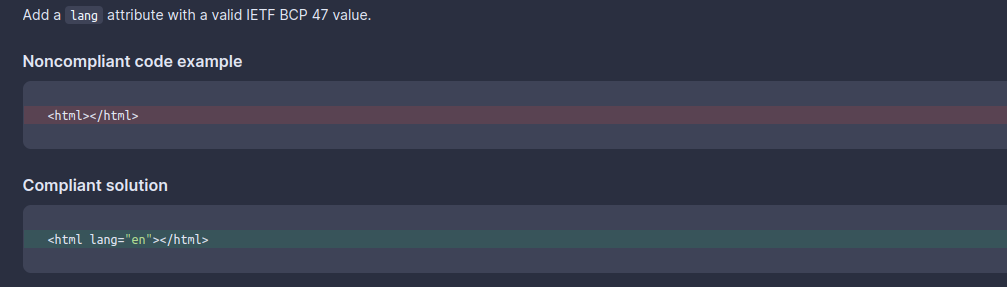 Add a lang attribute with a valid IETF BCP 47 value.
Noncompliant code example
<html></html>
Compliant solution
<html lang="en"></html>